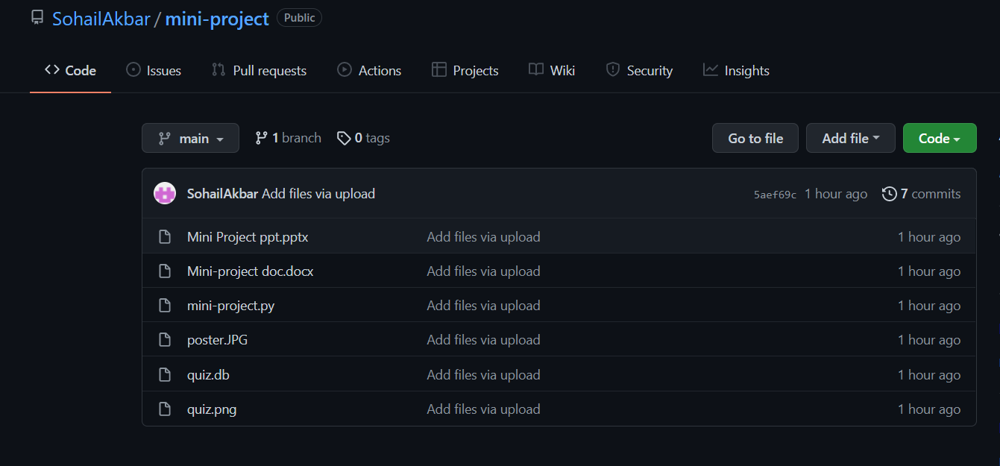 SohailAkbar / mini-project Public
Code Issues Pull requests Actions Projects Wiki Security Insights
main 1 branch 0 tags Go to file Add file Code
SohailAkbar Add files via upload 5aef69c 1 hour ago 7 commits
Mini Project ppt.pptx Add files via upload 1 hour ago
Mini-project doc.docx Add files via upload 1 hour ago
mini-project.py Add files via upload 1 hour ago
poster.JPG Add files via upload 1 hour ago
quiz.db Add files via upload 1 hour ago
quiz.png Add files via upload 1 hour ago